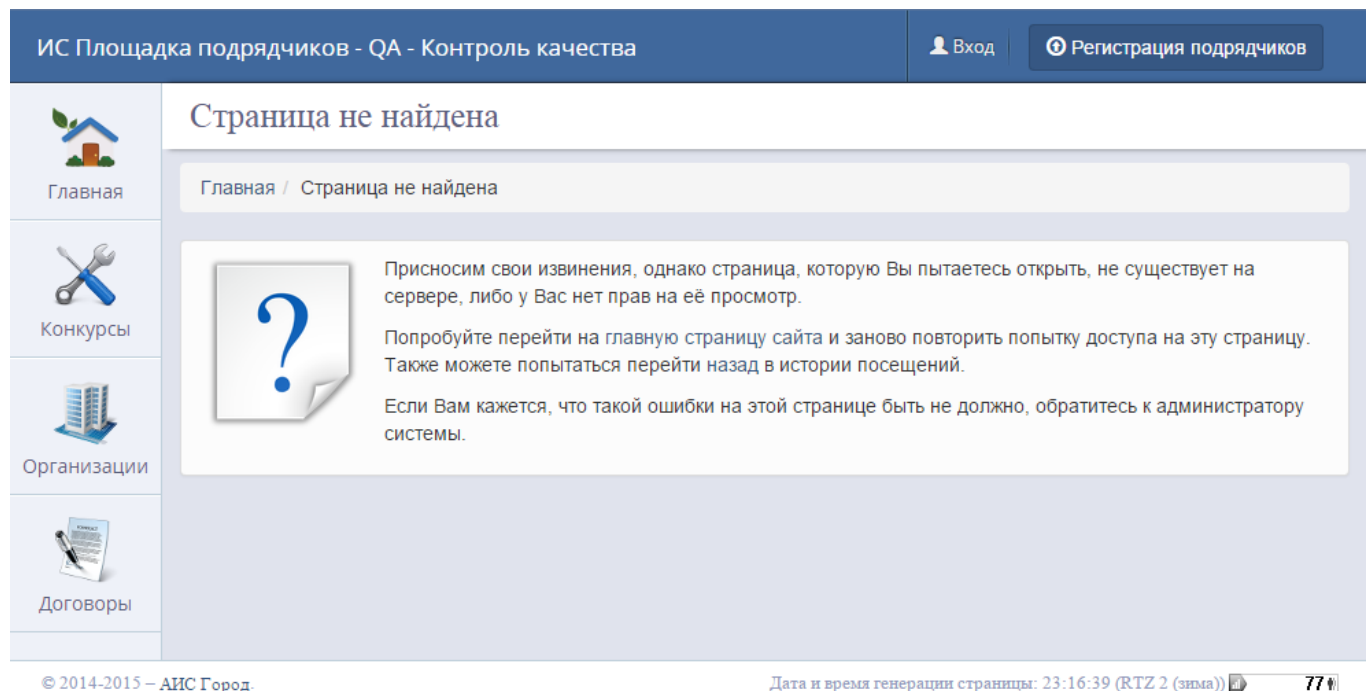 ИС Площадка подрядчиков - QA - Контроль качества
Вход
Регистрация подрядчиков
Главная
Конкурсы
Организации
Договоры
Страница не найдена
Главная / Страница не найдена
?
Присносим свои извинения, однако страница, которую Вы пытаетесь открыть, не существует на
сервере, либо у Вас нет прав на её просмотр.
Попробуйте перейти на главную страницу сайта и заново повторить попытку доступа на эту страницу.
Также можете попытаться перейти назад в истории посещений.
Если Вам кажется, что такой ошибки на этой странице быть не должно, обратитесь к администратору
системы.
© 2014-2015 – АИС Город.
Дата и время генерации страницы: 23:16:39 (RTZ 2 (зима))
77